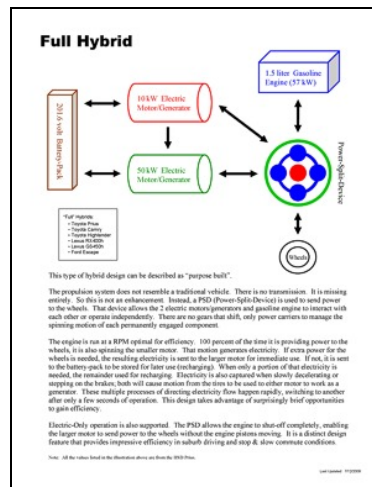 Full Hybrid
1.5 liter Gasoline
Engine (57 kW)
10 kW Electric
Motor/Generator
201.6 volt Battery-Pack
50 kW Electric
Motor/Generator
Power-Split-Device
Wheels
"Full" Hybrids
• Toyota Prius
• Toyota Camry
• Toyota Highlander
• Lexus RX400h
• Lexus GS450h
• Ford Escape
This type of hybrid design can be described as "purpose built".
The propulsion system does not resemble a traditional vehicle. There is no transmission. It is missing
entirely. So this is not an enhancement. Instead, a PSD (Power-Split-Device) is used to send power
to the wheels. That device allows the 2 electric motors/generators and gasoline engine to interact with
each other or operate independently. There are no gears that shift, only power carriers to manage the
spinning motion of each permanently engaged component.
The engine is run at a RPM optimal for efficiency. 100 percent of the time it is providing power to the
wheels, it is also spinning the smaller motor. That motion generates electricity. If extra power for the
wheels is needed, the resulting electricity is sent to the larger motor for immediate use. If not, it is sent
to the battery-pack to be stored for later use (recharging). When only a portion of that electricity is
needed, the remainder used for recharging. Electricity is also captured when slowly decelerating or
stepping on the brakes; both will cause motion from the tires to be used to either motor to work as a
generator. These multiple processes of directing electricity flow happen rapidly, switching to another
after only a few seconds of operation. This design takes advantage of surprisingly brief opportunities
to gain efficiency.
Electric-Only operation is also supported. The PSD allows the engine to shut-off completely, enabling
the larger motor to send power to the wheels without the engine pistons moving. It is a distinct design
feature that provides impressive efficiency in suburb driving and stop & slow commute conditions.
Note: All the values listed in the illustration above are from the
Last Updated: